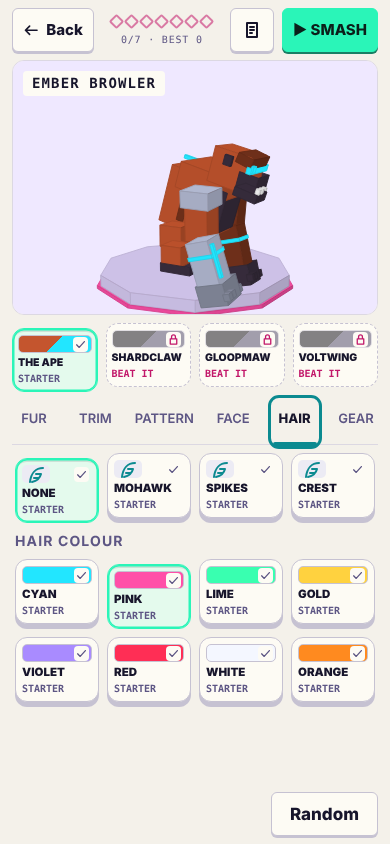 ← Back
0/7 · BEST 0
▶ SMASH
EMBER BROWLER
THE APE
STARTER
SHARDCLAW
BEAT IT
GLOOPMAW
BEAT IT
VOLTWING
BEAT IT
FUR
TRIM
PATTERN
FACE
HAIR
GEAR
NONE
STARTER
MOHAWK
STARTER
SPIKES
STARTER
CREST
STARTER
HAIR COLOUR
CYAN
STARTER
PINK
STARTER
LIME
STARTER
GOLD
STARTER
VIOLET
STARTER
RED
STARTER
WHITE
STARTER
ORANGE
STARTER
Random